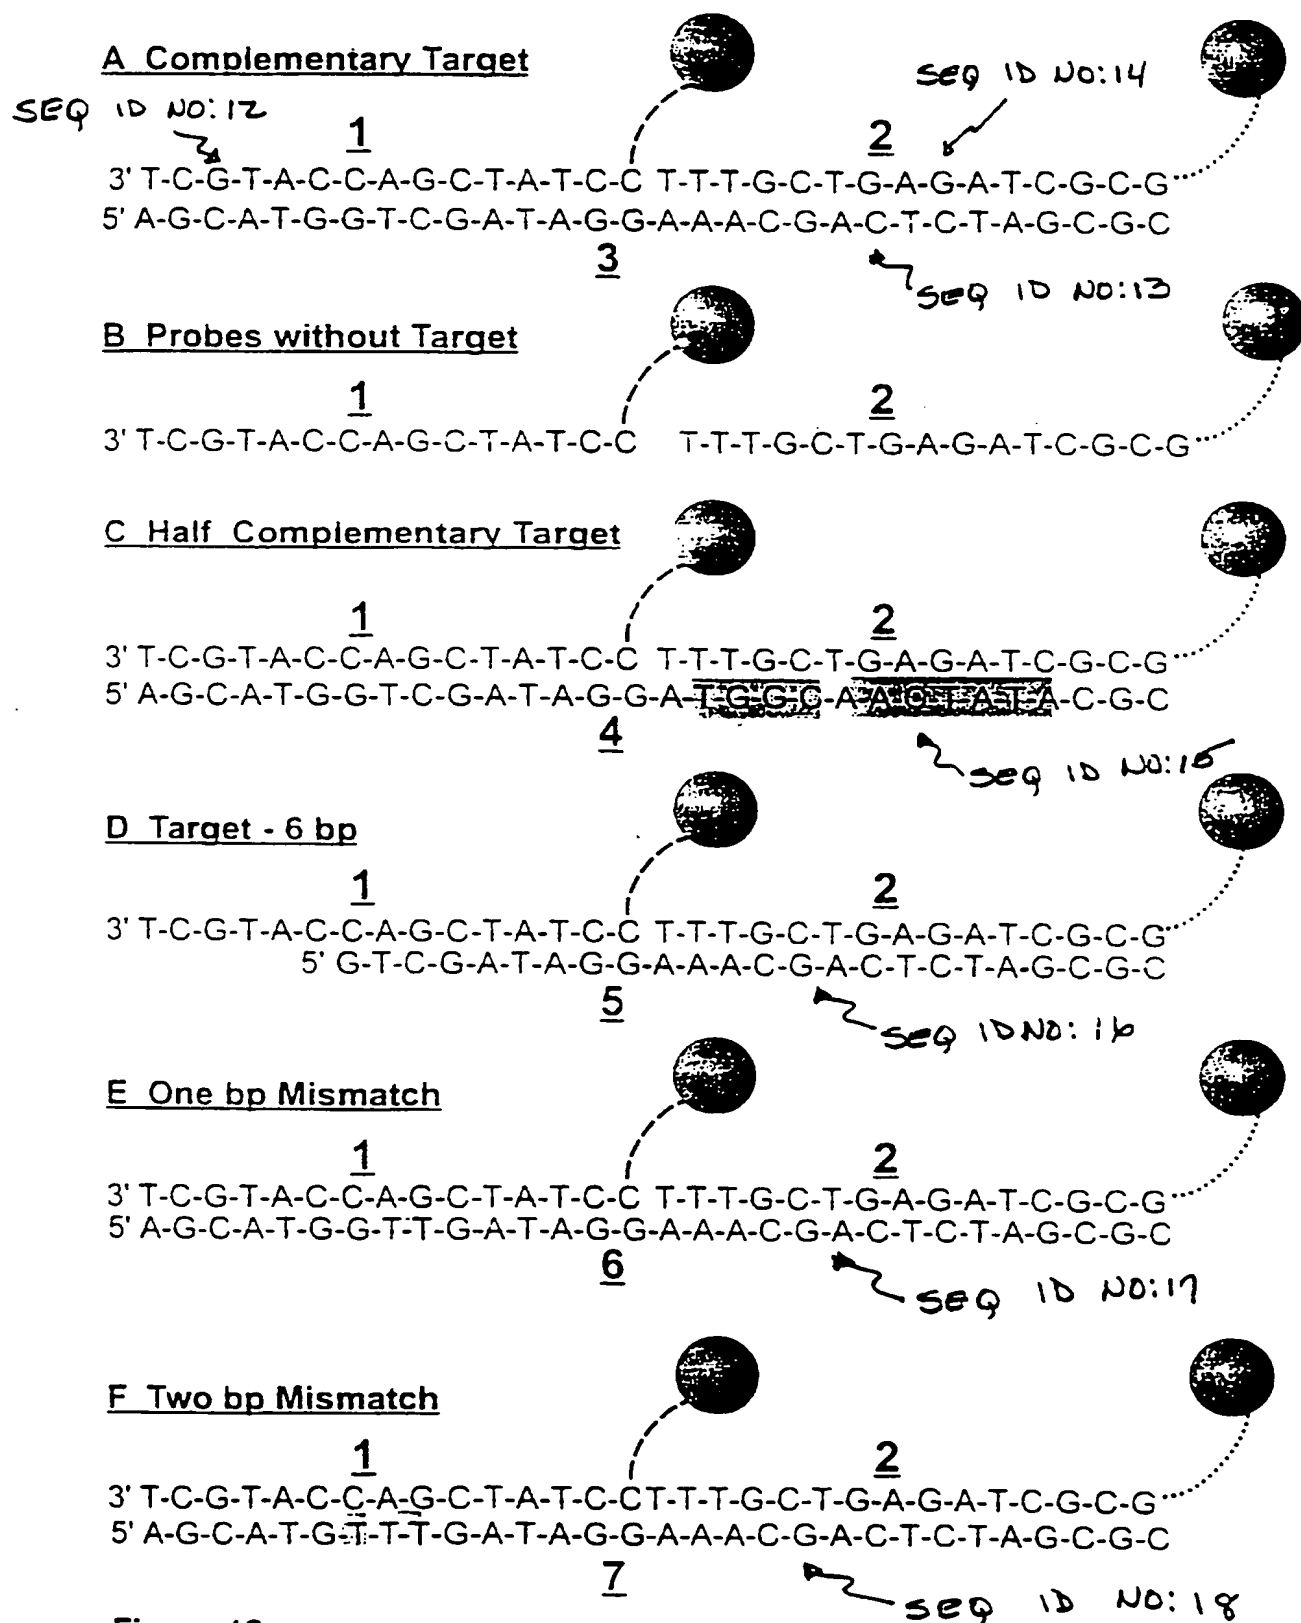 A Complementary Target
SEQ ID NO:12
SEQ ID NO:14
1
2
3' T-C-G-T-A-C-C-A-G-C-T-A-T-C-C T-T-T-G-C-T-G-A-G-A-T-C-G-C-G
5' A-G-C-A-T-G-G-T-C-G-A-T-A-G-G-A-A-A-C-G-A-C-T-C-T-A-G-C-G-C
3
SEQ ID NO:13
B Probes without Target
1
2
3' T-C-G-T-A-C-C-A-G-C-T-A-T-C-C T-T-T-G-C-T-G-A-G-A-T-C-G-C-G
C Half Complementary Target
1
2
3' T-C-G-T-A-C-C-A-G-C-T-A-T-C-C T-T-T-G-C-T-G-A-G-A-T-C-G-C-G
5' A-G-C-A-T-G-G-T-C-G-A-T-A-G-G-A-T-G-G-C-A-A-C-T-A-T-A-C-G-C
4
SEQ ID NO:15
D Target - 6 bp
1
2
3' T-C-G-T-A-C-C-A-G-C-T-A-T-C-C T-T-T-G-C-T-G-A-G-A-T-C-G-C-G
5' G-T-C-G-A-T-A-G-G-A-A-A-C-G-A-C-T-C-T-A-G-C-G-C
5
SEQ ID NO:16
E One bp Mismatch
1
2
3' T-C-G-T-A-C-C-A-G-C-T-A-T-C-C T-T-T-G-C-T-G-A-G-A-T-C-G-C-G
5' A-G-C-A-T-G-G-T-T-G-A-T-A-G-G-A-A-A-C-G-A-C-T-C-T-A-G-C-G-C
6
SEQ ID NO:17
F Two bp Mismatch
1
2
3' T-C-G-T-A-C-C-A-G-C-T-A-T-C-C-T-T-T-G-C-T-G-A-G-A-T-C-G-C-G
5' A-G-C-A-T-G-T-T-T-G-A-T-A-G-G-A-A-A-C-G-A-C-T-C-T-A-G-C-G-C
7
SEQ ID NO:18